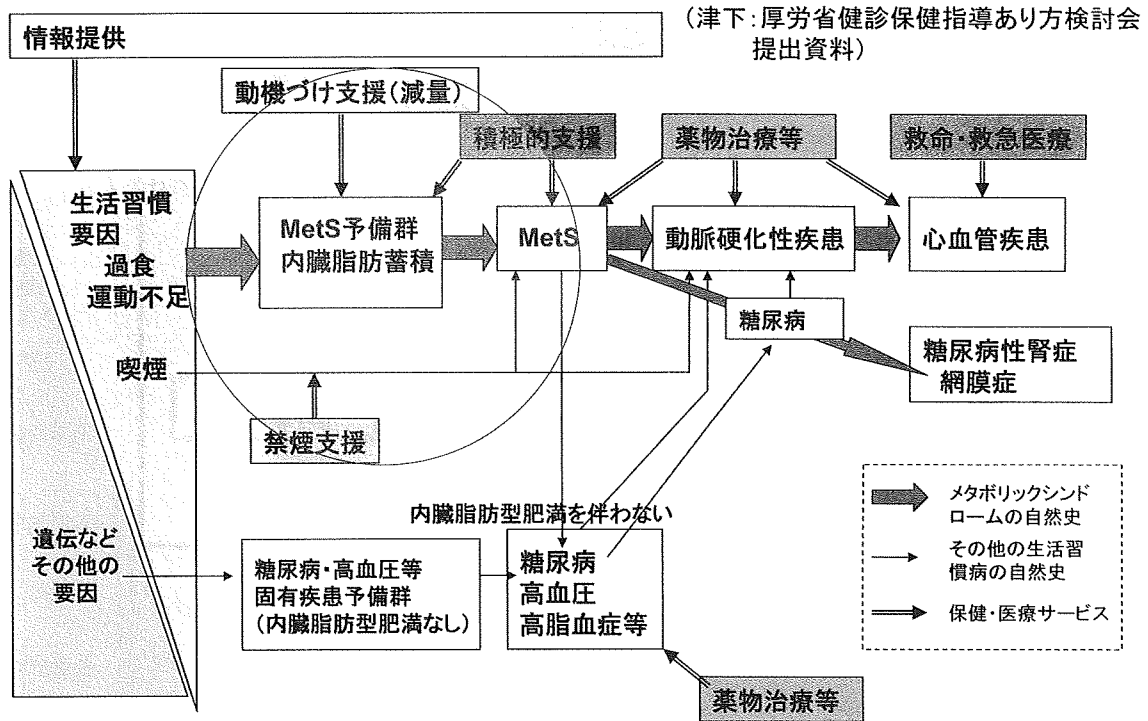 情報提供
(津下：厚労省健診保健指導あり方検討会
提出資料)
動機づけ支援(減量)
積極的支援
薬物治療等
救命・救急医療
生活習慣
要因
過食
運動不足
MetS予備群
内臓脂肪蓄積
MetS
動脈硬化性疾患
心血管疾患
糖尿病
糖尿病性腎症
網膜症
喫煙
禁煙支援
遺伝など
その他の
要因
糖尿病・高血圧等
固有疾患予備群
(内臓脂肪型肥満なし)
内臓脂肪型肥満を伴わない
糖尿病
高血圧
高脂血症等
薬物治療等
メタボリックシンド
ロームの自然史
その他の生活習
慣病の自然史
保健・医療サービス